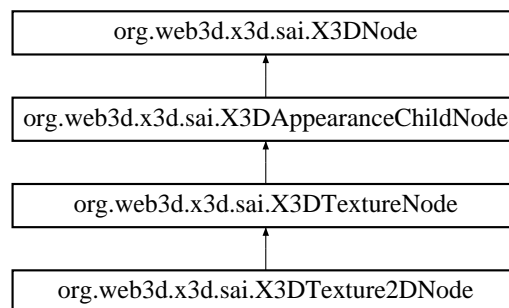 org.web3d.x3d.sai.X3DNode
org.web3d.x3d.sai.X3DAppearanceChildNode
org.web3d.x3d.sai.X3DTextureNode
org.web3d.x3d.sai.X3DTexture2DNode